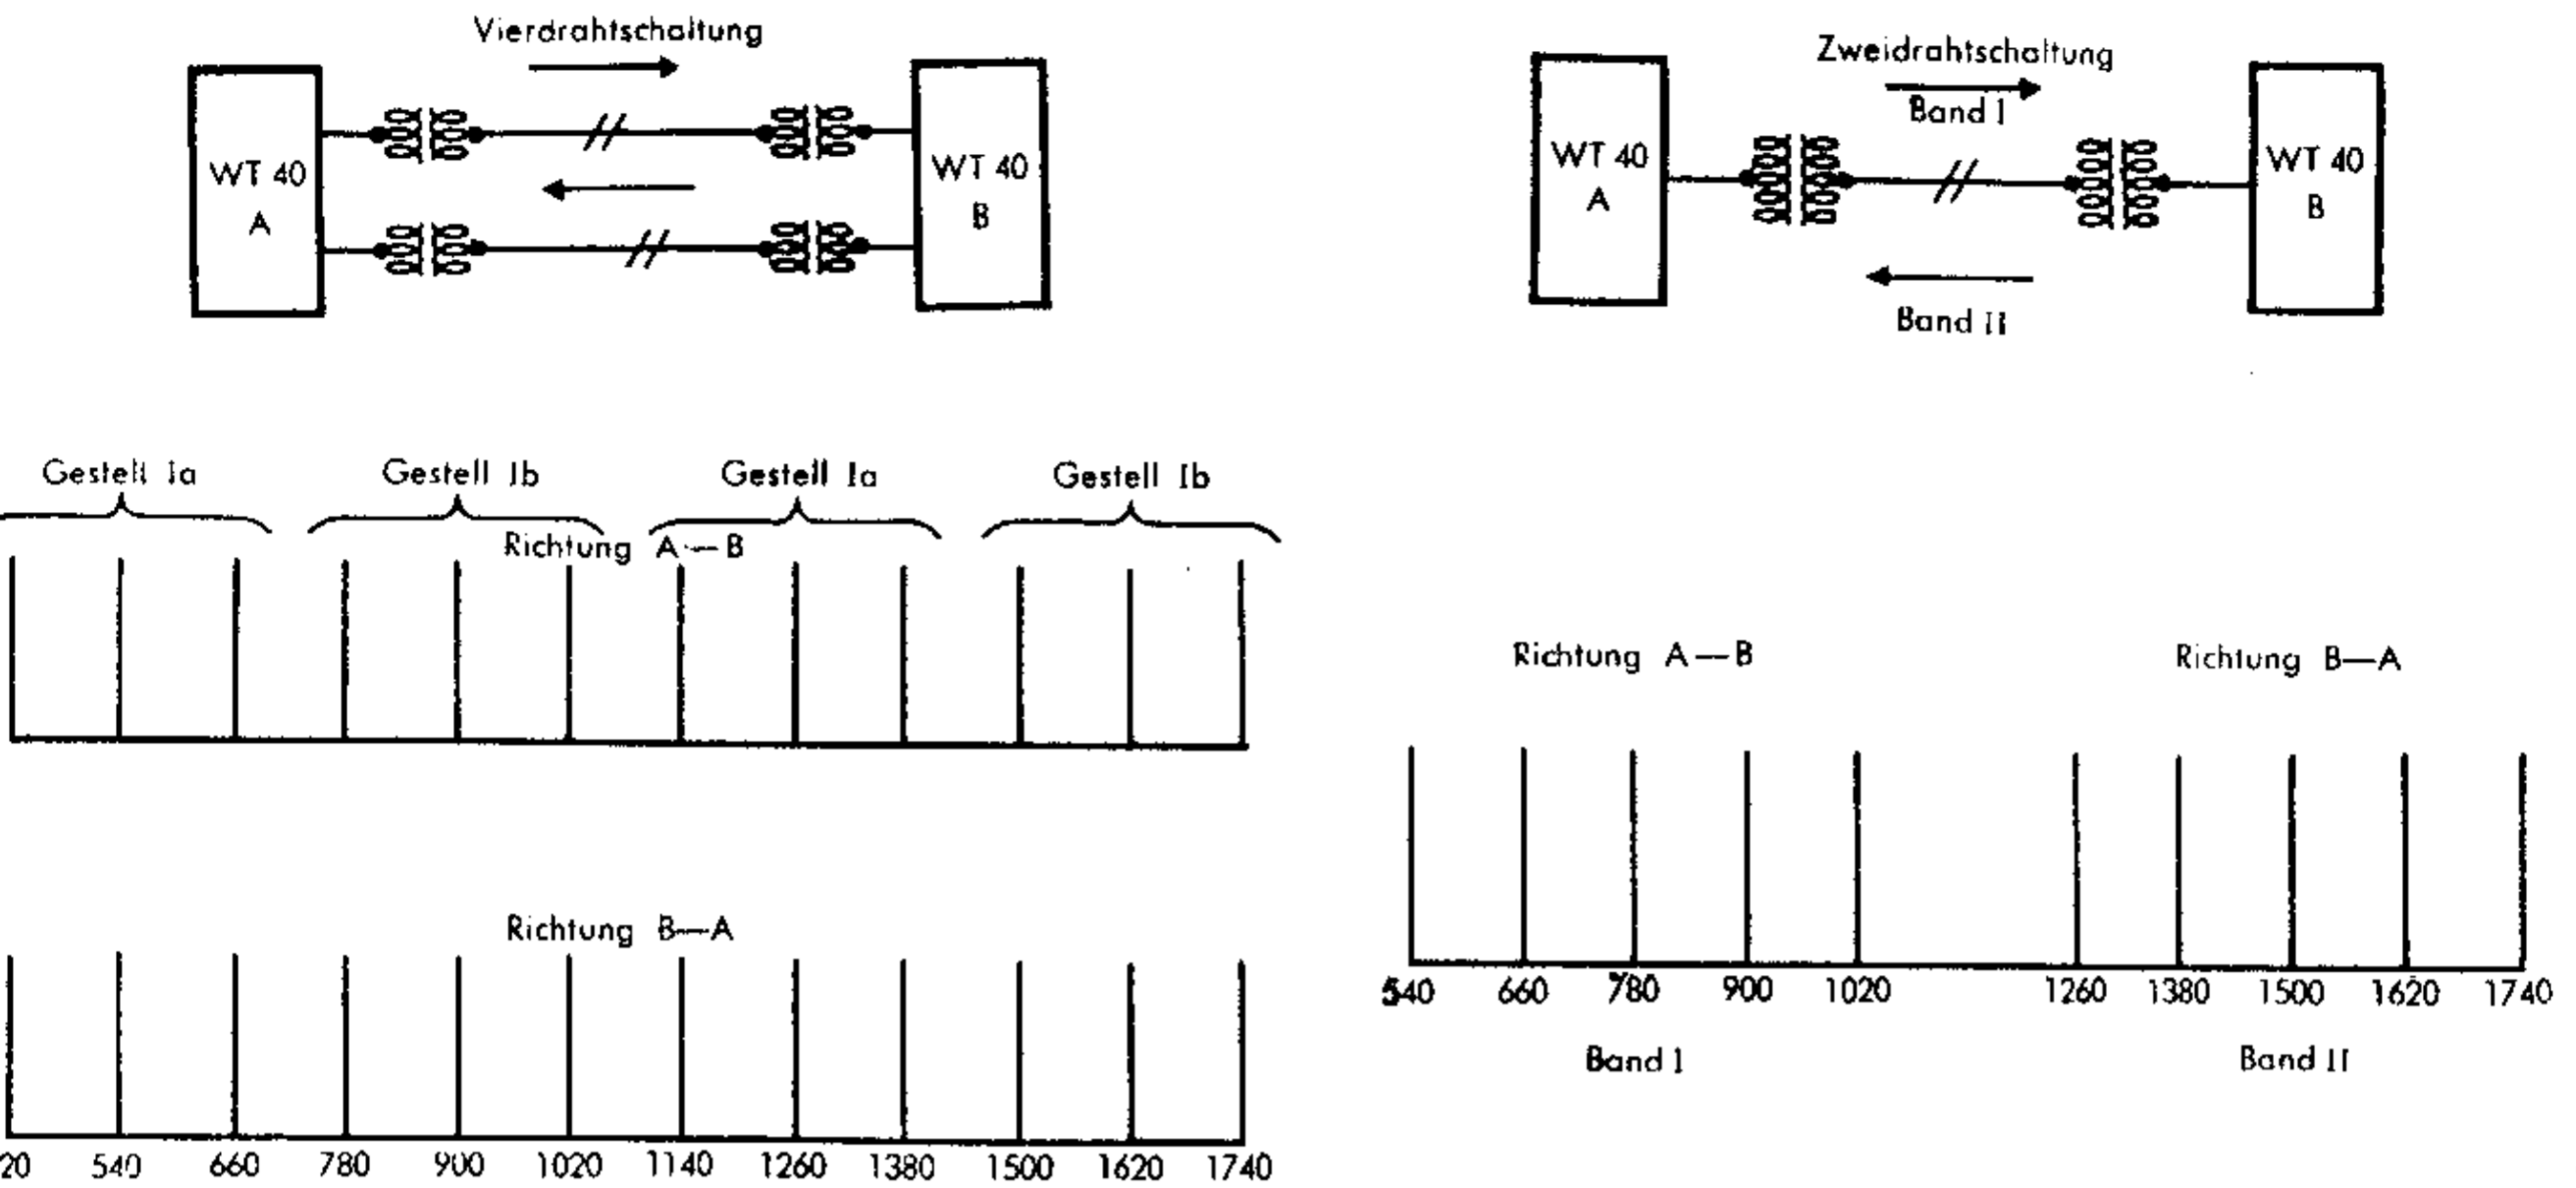 Vierdrahtschaltung
WT 40
A
WT 40
B
Zweidrahtschaltung
Band I
WT 40
A
WT 40
B
Band II
Gestell Ia
Gestell Ib
Gestell Ia
Gestell Ib
Richtung A—B
Richtung B—A
20 540 660 780 900 1020 1140 1260 1380 1500 1620 1740
Richtung A—B
Richtung B—A
540 660 780 900 1020 1260 1380 1500 1620 1740
Band I
Band II